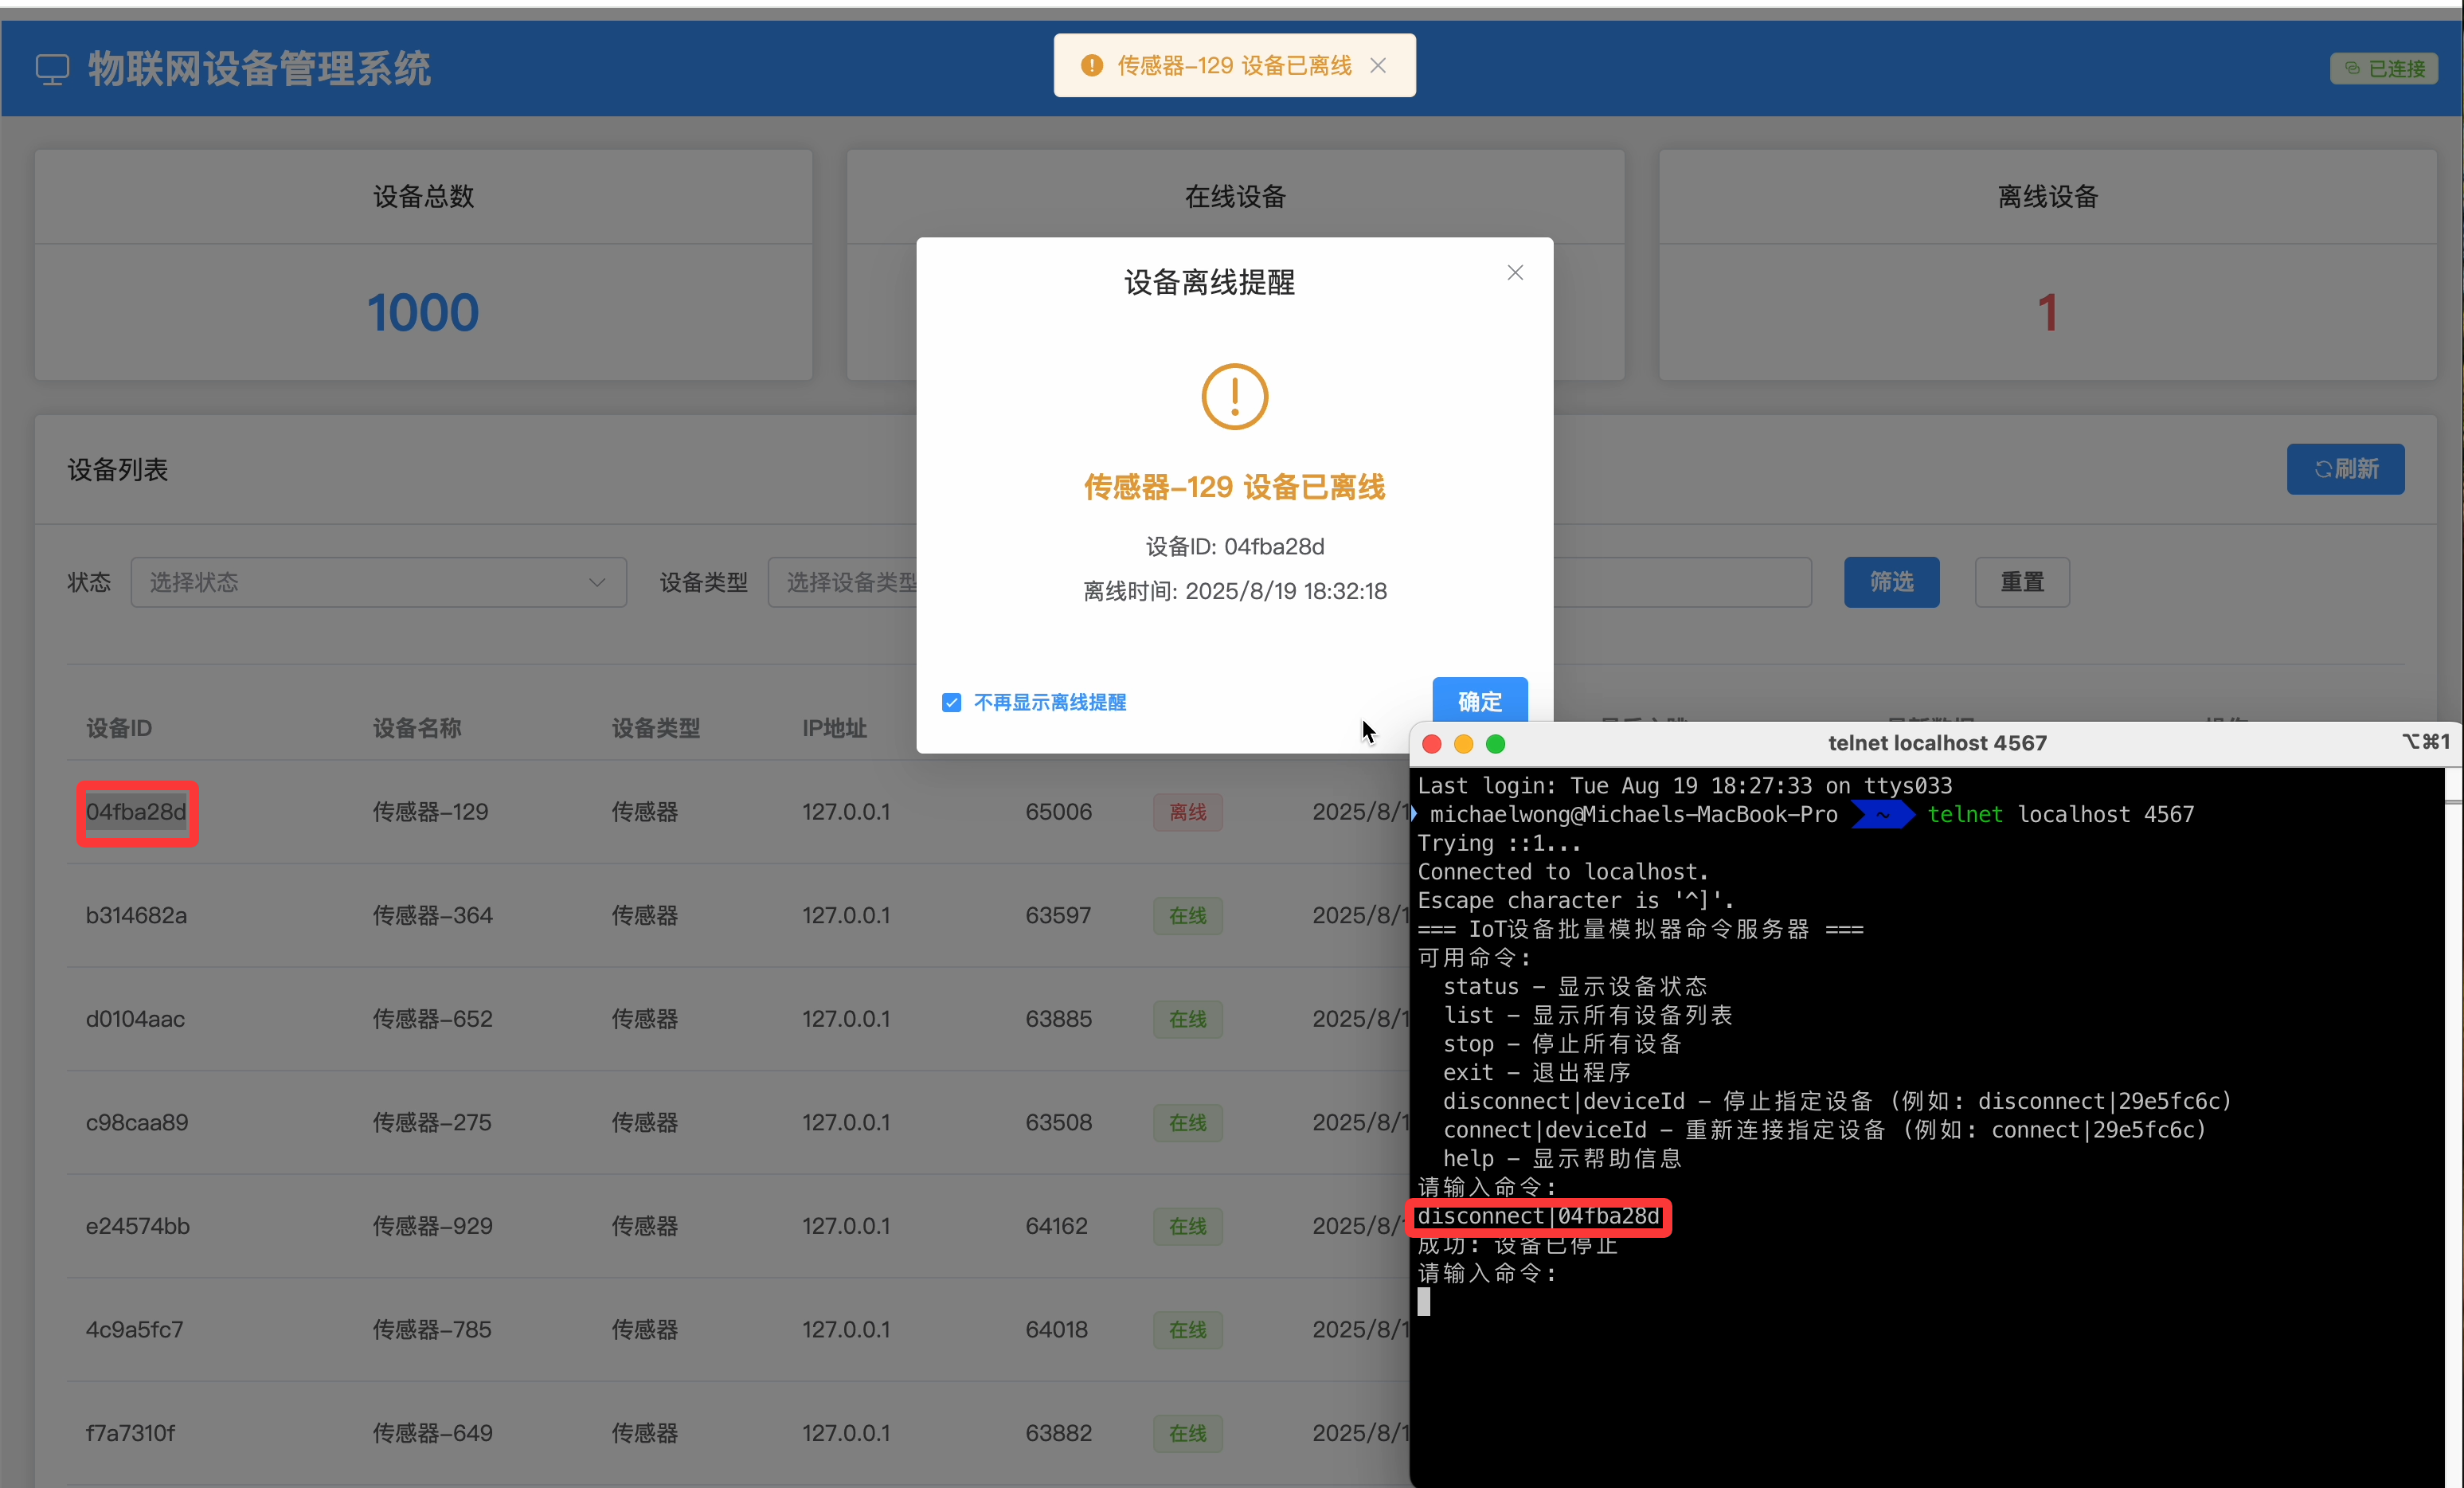 物联网设备管理系统
传感器-129 设备已离线
已连接
设备总数
在线设备
离线设备
1000
1
设备离线提醒
传感器-129 设备已离线
设备ID: 04fba28d
离线时间: 2025/8/19 18:32:18
不再显示离线提醒
确定
设备列表
刷新
状态 选择状态 设备类型 选择设备类型 筛选 重置
设备ID 设备名称 设备类型 IP地址
04fba28d 传感器-129 传感器 127.0.0.1 65006 离线 2025/8/1
b314682a 传感器-364 传感器 127.0.0.1 63597 在线 2025/8/1
d0104aac 传感器-652 传感器 127.0.0.1 63885 在线 2025/8/1
c98caa89 传感器-275 传感器 127.0.0.1 63508 在线 2025/8/1
e24574bb 传感器-929 传感器 127.0.0.1 64162 在线 2025/8/1
4c9a5fc7 传感器-785 传感器 127.0.0.1 64018 在线 2025/8/1
f7a7310f 传感器-649 传感器 127.0.0.1 63882 在线 2025/8/1
telnet localhost 4567
⌥⌘1
Last login: Tue Aug 19 18:27:33 on ttys033
michaelwong@Michaels-MacBook-Pro ~ telnet localhost 4567
Trying ::1...
Connected to localhost.
Escape character is '^]'.
=== IoT设备批量模拟器命令服务器 ===
可用命令:
status - 显示设备状态
list - 显示所有设备列表
stop - 停止所有设备
exit - 退出程序
disconnect|deviceId - 停止指定设备 (例如: disconnect|29e5fc6c)
connect|deviceId - 重新连接指定设备 (例如: connect|29e5fc6c)
help - 显示帮助信息
请输入命令:
disconnect|04fba28d
成功: 设备已停止
请输入命令: